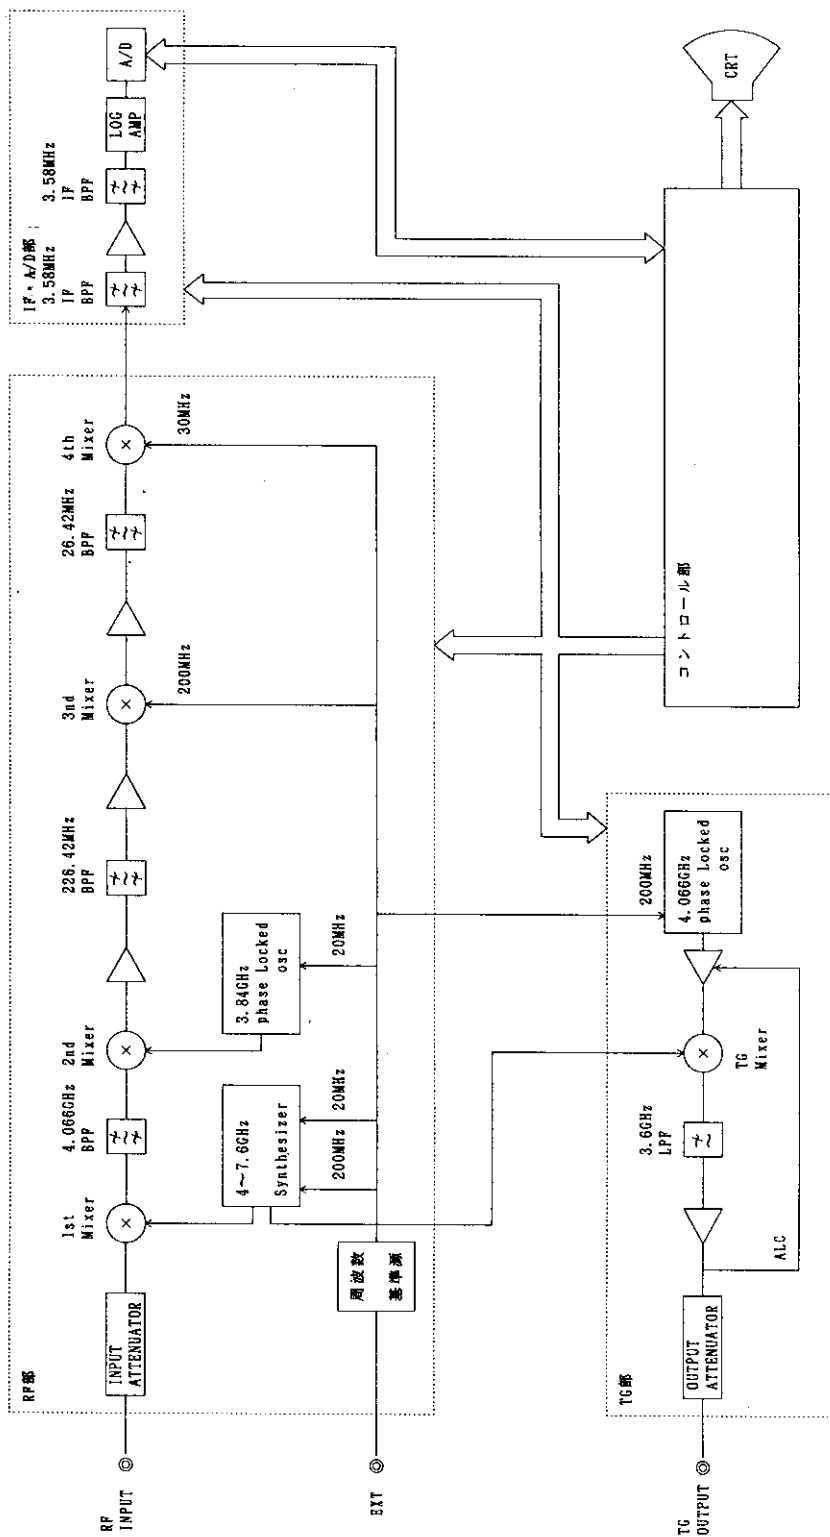 RF部
RF
INPUT
INPUT
ATTENUATOR
1st
Mixer
4.066GHz
BPF
2nd
Mixer
226.42MHz
BPF
3nd
Mixer
26.42MHz
BPF
4th
Mixer
4～7.6GHz
Synthesizer
3.84GHz
phase Locked
osc
200MHz
20MHz
20MHz
200MHz
30MHz
EXT
周波数
基準源
IF・A/D部
3.58MHz
IF
BPF
3.58MHz
IF
BPF
LOG
AMP
A/D
TG部
TG
OUTPUT
OUTPUT
ATTENUATOR
ALC
3.6GHz
LPF
TG
Mixer
200MHz
4.066GHz
phase Locked
osc
コントロール部
CRT